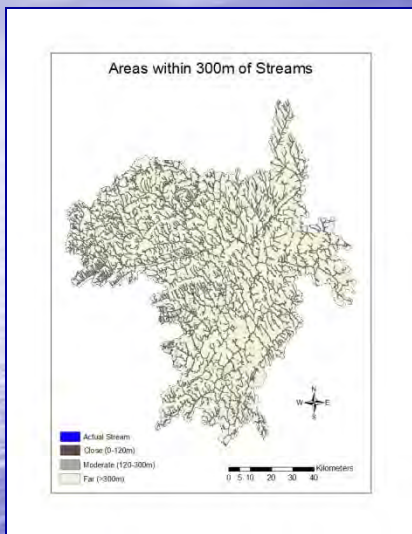 Areas within 300m of Streams
N
W E
S
Actual Stream
Close (0-120m)
Moderate (120-300m)
Far (>300m)
Kilometers
0 5 10 20 30 40